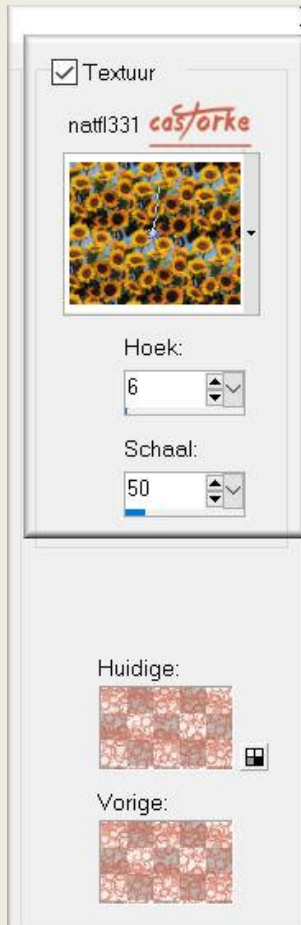 Textuur
natfl331 castorke
Hoek:
6
Schaal:
50
Huidige:
Vorige: